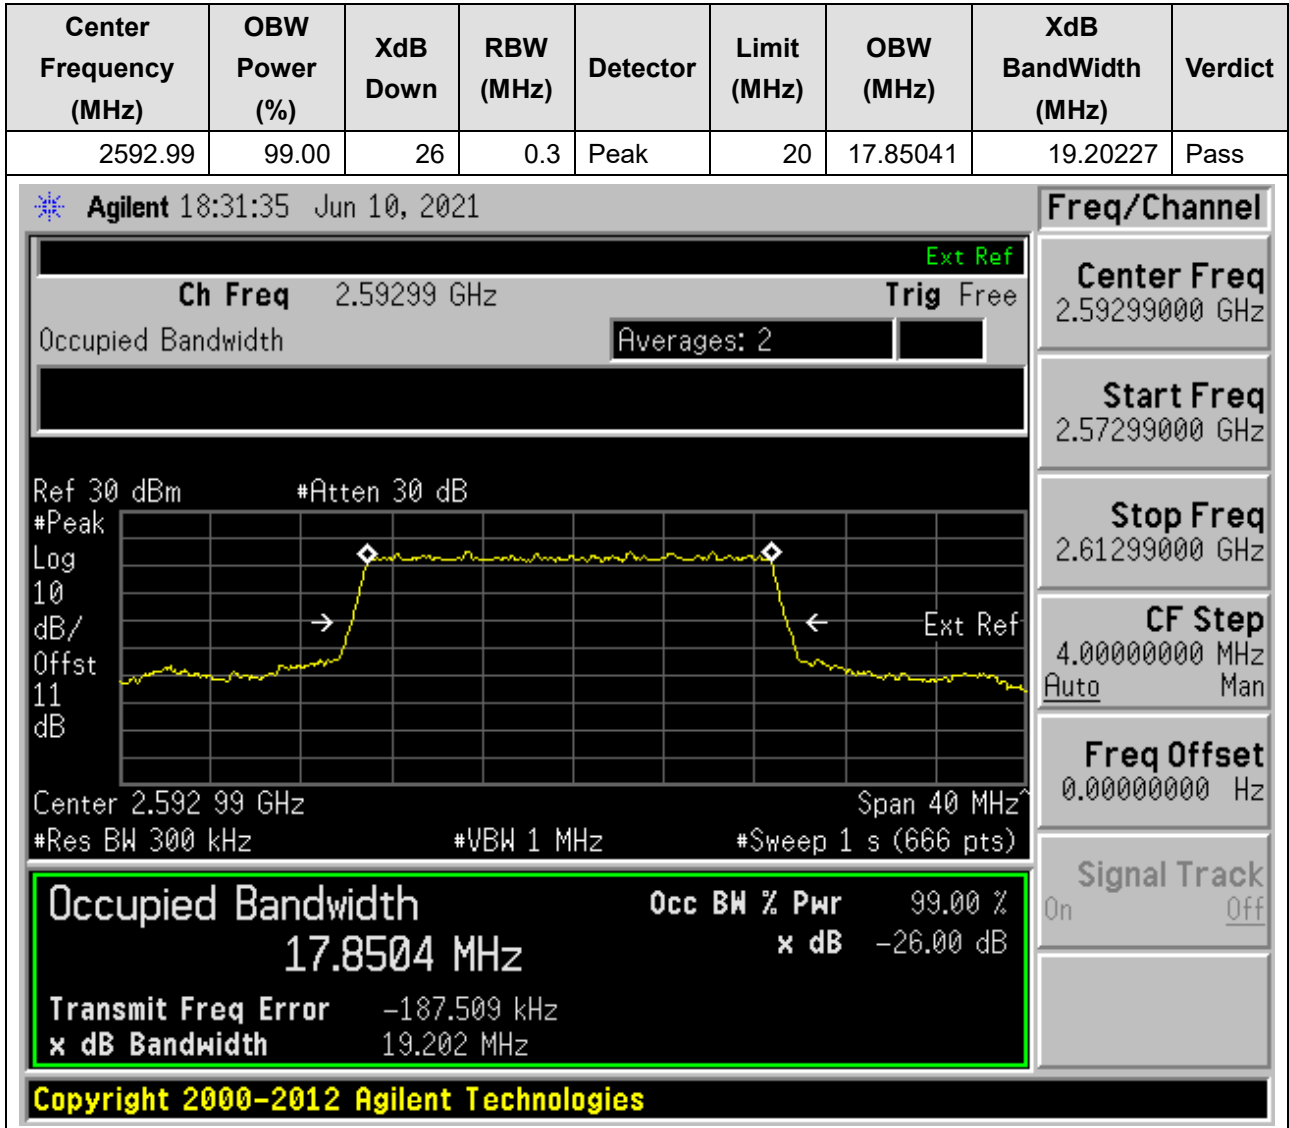 Center Frequency (MHz) OBW Power (%) XdB Down RBW (MHz) Detector Limit (MHz) OBW (MHz) XdB BandWidth (MHz) Verdict
2592.99 99.00 26 0.3 Peak 20 17.85041 19.20227 Pass
Agilent 18:31:35 Jun 10, 2021
Freq/Channel
Ext Ref
Ch Freq 2.59299 GHz Trig Free
Occupied Bandwidth Averages: 2
Center Freq
2.59299000 GHz
Start Freq
2.57299000 GHz
Stop Freq
2.61299000 GHz
CF Step
4.00000000 MHz
Auto Man
Freq Offset
0.00000000 Hz
Signal Track
On Off
Ref 30 dBm #Atten 30 dB
#Peak
Log
10
dB/
Offst
11
dB
Ext Ref
Center 2.592 99 GHz Span 40 MHz^
#Res BW 300 kHz #VBW 1 MHz #Sweep 1 s (666 pts)
Occupied Bandwidth
17.8504 MHz
Occ BW % Pwr 99.00 %
x dB -26.00 dB
Transmit Freq Error -187.509 kHz
x dB Bandwidth 19.202 MHz
Copyright 2000-2012 Agilent Technologies